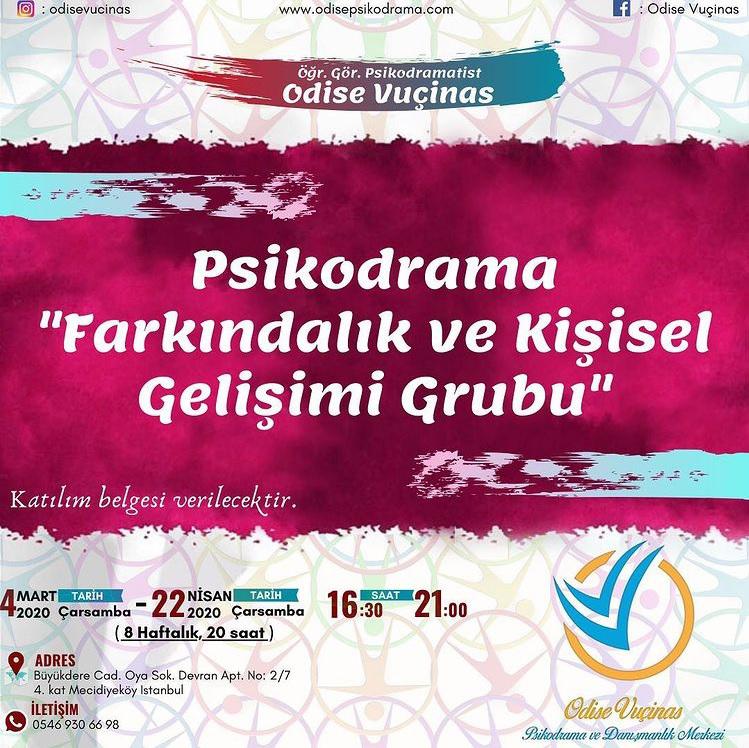 : odisevucinas
www.odisepsikodrama.com
: Odise Vuçinas
Öğr. Gör. Psikodramatist
Odise Vuçinas
Psikodrama
"Farkındalık ve Kişisel
Gelişimi Grubu"
Katılım belgesi verilecektir.
4 MART 2020 TARİH Çarsamba - 22 NİSAN 2020 TARİH Çarsamba 16:30 SAAT 21:00
( 8 Haftalık, 20 saat )
ADRES
Büyükdere Cad. Oya Sok. Devran Apt. No: 2/7
4. kat Mecidiyeköy Istanbul
İLETİŞİM
0546 930 66 98
Odise Vuçinas
Psikodrama ve Danışmanlık Merkezi